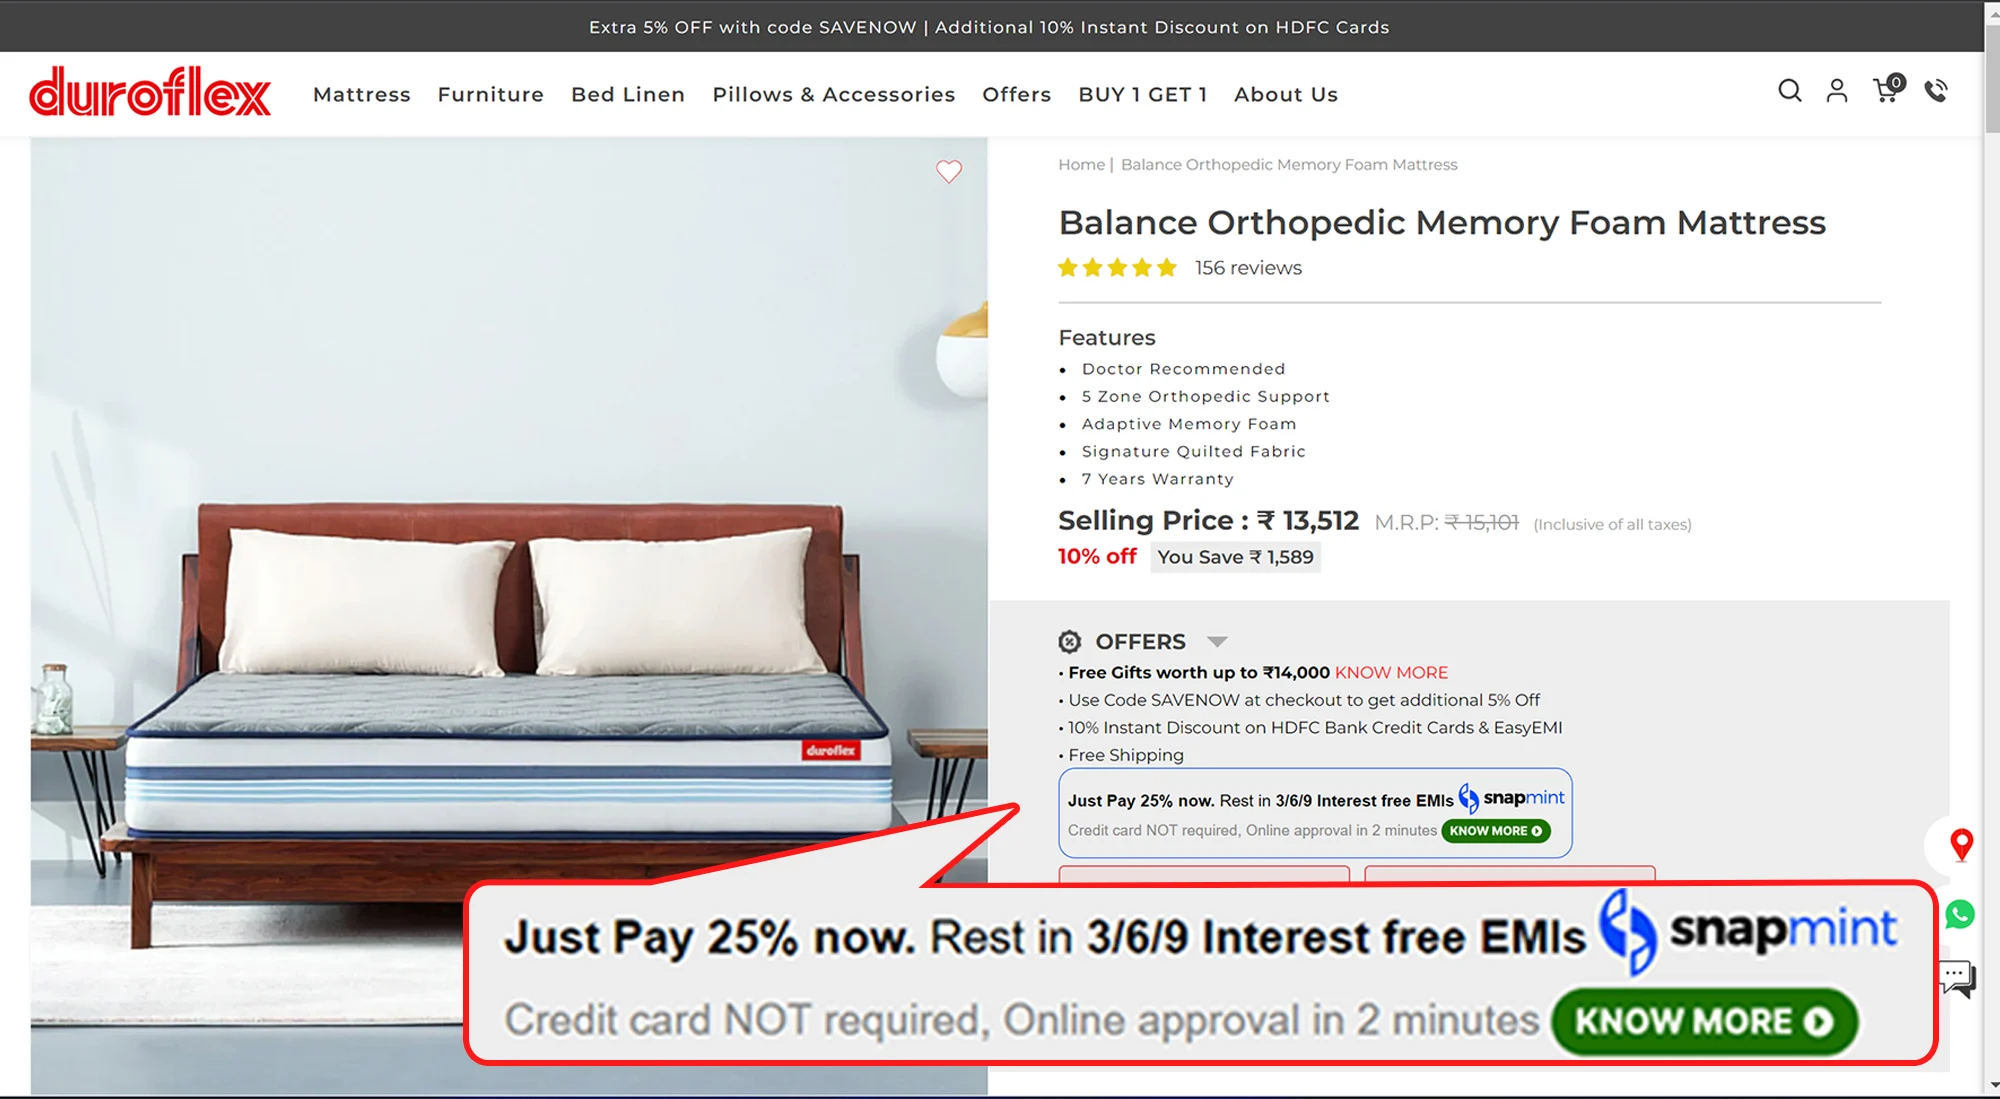 Extra 5% OFF with code SAVENOW | Additional 10% Instant Discount on HDFC Cards
duroflex Mattress Furniture Bed Linen Pillows & Accessories Offers BUY 1 GET 1 About Us 0
Home | Balance Orthopedic Memory Foam Mattress
Balance Orthopedic Memory Foam Mattress
156 reviews
Features
• Doctor Recommended
• 5 Zone Orthopedic Support
• Adaptive Memory Foam
• Signature Quilted Fabric
• 7 Years Warranty
Selling Price : ₹ 13,512 M.R.P: ₹ 15,101 (Inclusive of all taxes)
10% off You Save ₹ 1,589
OFFERS
• Free Gifts worth up to ₹14,000 KNOW MORE
• Use Code SAVENOW at checkout to get additional 5% Off
• 10% Instant Discount on HDFC Bank Credit Cards & EasyEMI
• Free Shipping
duroflex
Just Pay 25% now. Rest in 3/6/9 Interest free EMIs snapmint
Credit card NOT required, Online approval in 2 minutes KNOW MORE
Just Pay 25% now. Rest in 3/6/9 Interest free EMIs snapmint
Credit card NOT required, Online approval in 2 minutes KNOW MORE